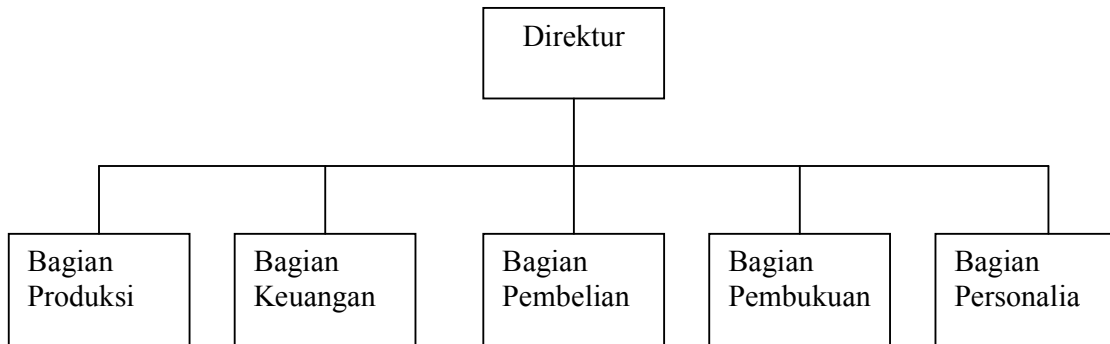 Direktur
Bagian
Produksi
Bagian
Keuangan
Bagian
Pembelian
Bagian
Pembukuan
Bagian
Personalia